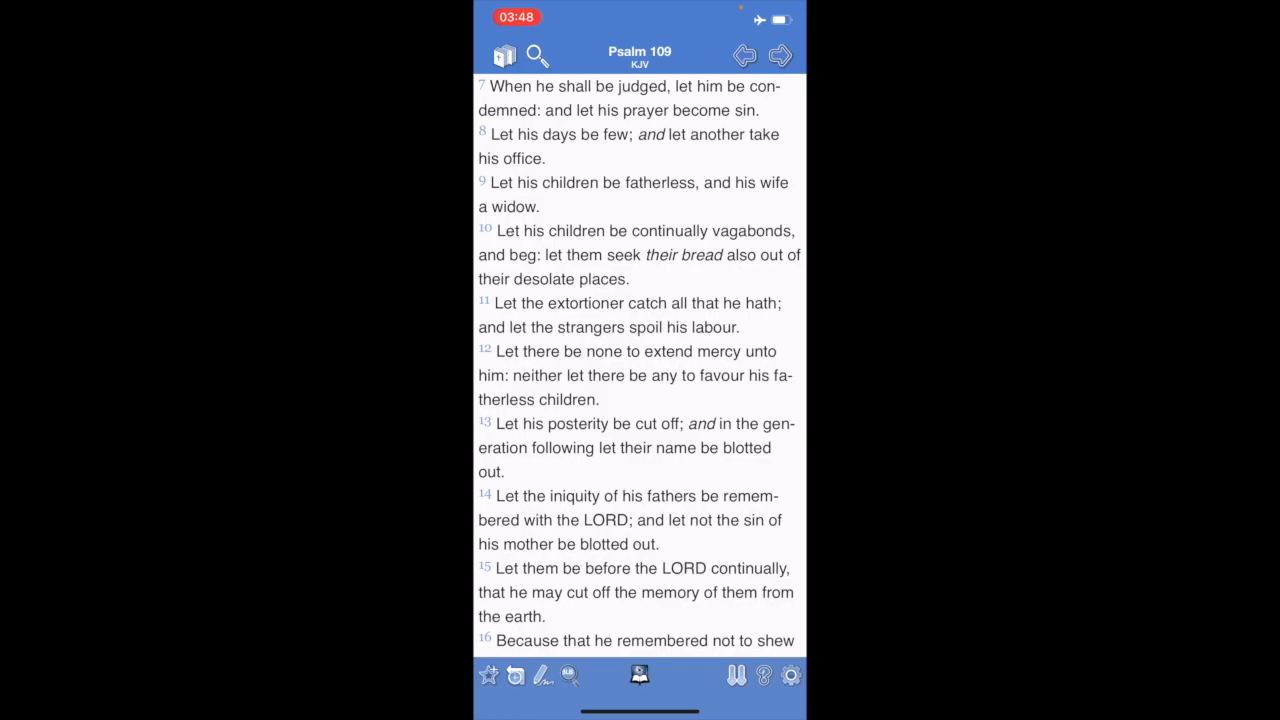 03:48
Psalm 109
KJV
7 When he shall be judged, let him be con-
demned: and let his prayer become sin.
8 Let his days be few; and let another take
his office.
9 Let his children be fatherless, and his wife
a widow.
10 Let his children be continually vagabonds,
and beg: let them seek their bread also out of
their desolate places.
11 Let the extortioner catch all that he hath;
and let the strangers spoil his labour.
12 Let there be none to extend mercy unto
him: neither let there be any to favour his fa-
therless children.
13 Let his posterity be cut off; and in the gen-
eration following let their name be blotted
out.
14 Let the iniquity of his fathers be remem-
bered with the LORD; and let not the sin of
his mother be blotted out.
15 Let them be before the LORD continually,
that he may cut off the memory of them from
the earth.
16 Because that he remembered not to shew
BLB